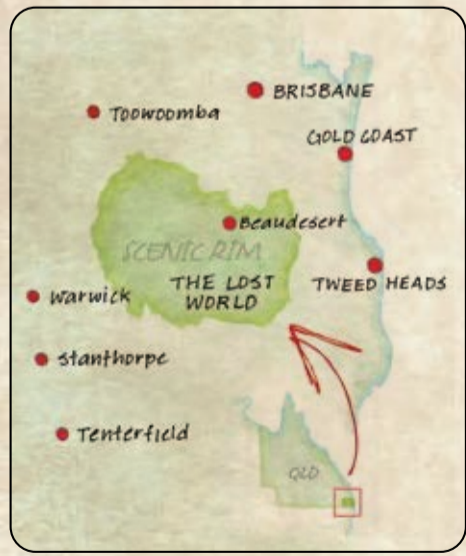 BRISBANE
Toowoomba
GOLD COAST
Beaudesert
SCENIC RIM
THE LOST
WORLD
TWEED HEADS
Warwick
Stanthorpe
Tenterfield
QLD